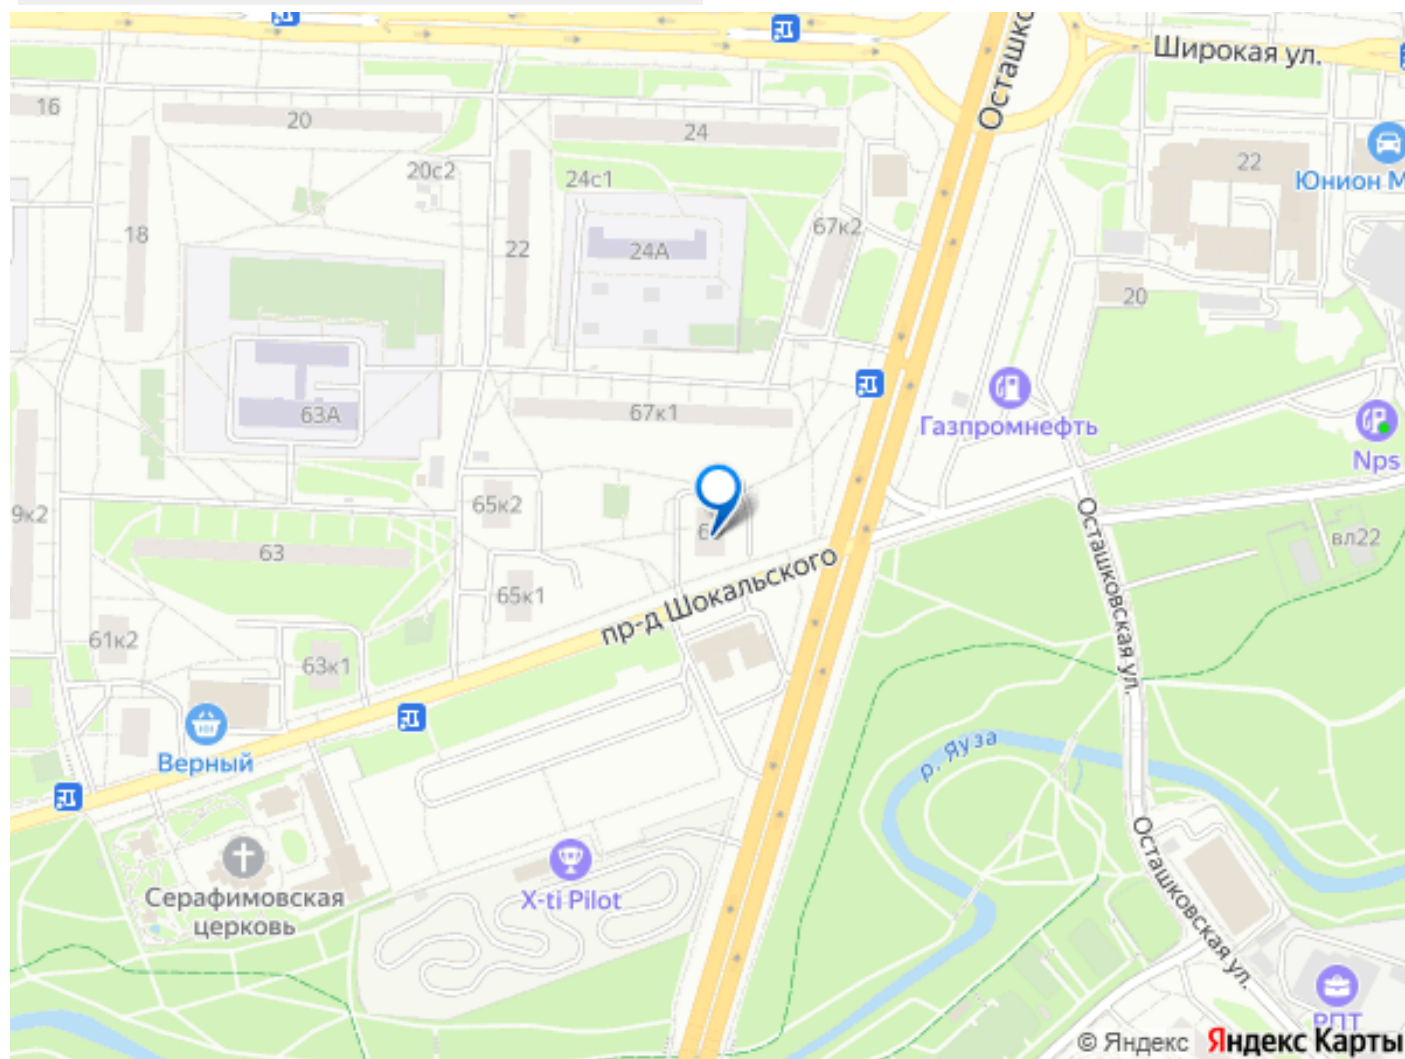 Осташко
Широкая ул.
16
20
24
20с2
24с1
22
Юнион М
18
22
24А
67к2
20
63А
67к1
Газпромнефть
Nps
9к2
65к2
63
вл22
65к1
пр-д Шокальского
Осташковская ул.
61к2
63к1
Верный
р. Яуза
Серафимовская
церковь
X-ti Pilot
Осташковская ул.
РПТ
© Яндекс Яндекс Карты